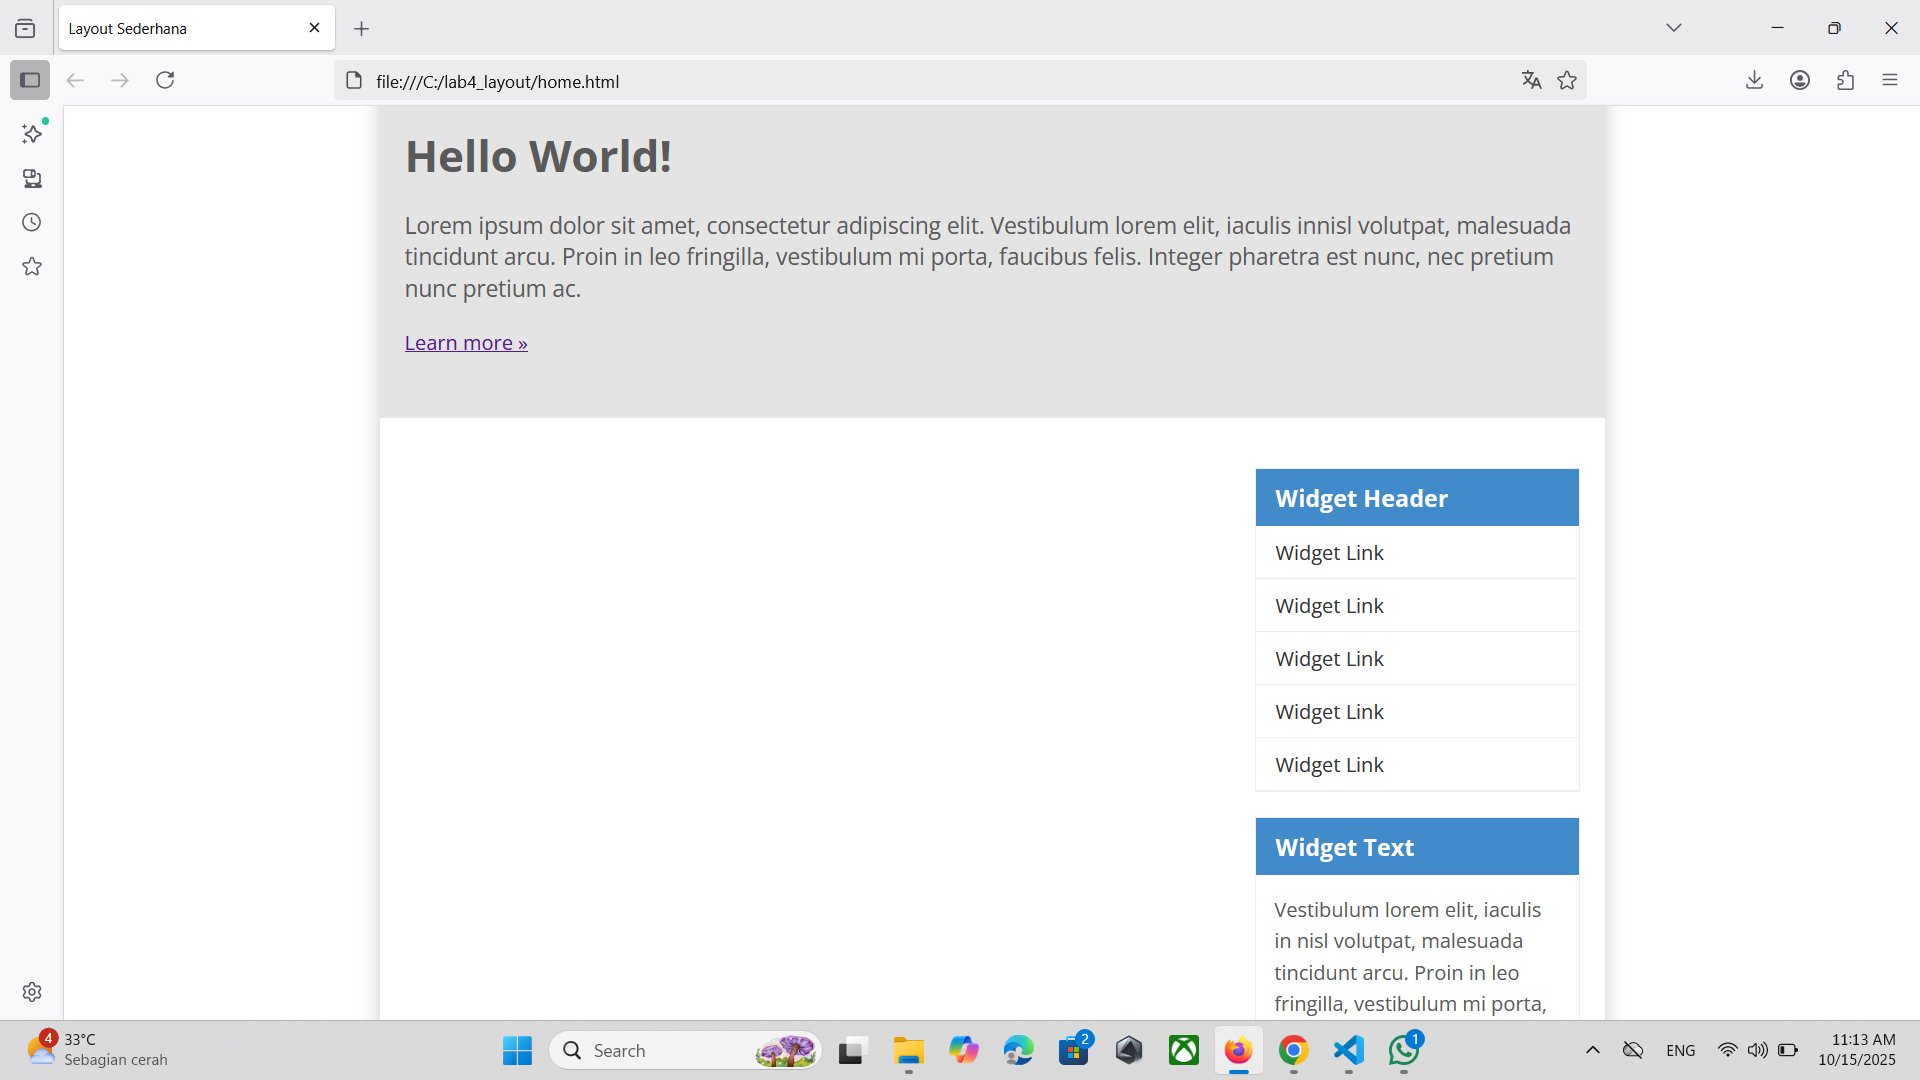 Layout Sederhana
file:///C:/lab4_layout/home.html
Hello World!
Lorem ipsum dolor sit amet, consectetur adipiscing elit. Vestibulum lorem elit, iaculis innisl volutpat, malesuada
tincidunt arcu. Proin in leo fringilla, vestibulum mi porta, faucibus felis. Integer pharetra est nunc, nec pretium
nunc pretium ac.
Learn more »
Widget Header
Widget Link
Widget Link
Widget Link
Widget Link
Widget Link
Widget Text
Vestibulum lorem elit, iaculis
in nisl volutpat, malesuada
tincidunt arcu. Proin in leo
fringilla, vestibulum mi porta,
4
33°C
Sebagian cerah
Search
2
1
ENG
11:13 AM
10/15/2025